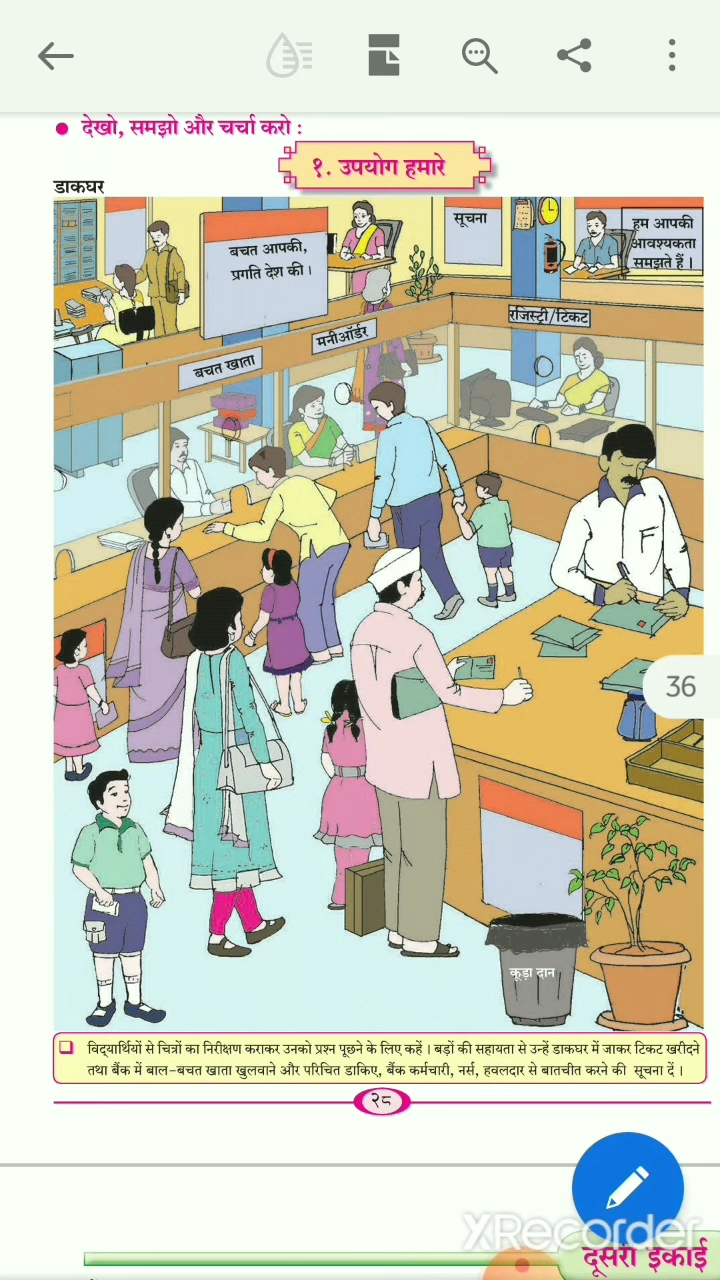 देखो, समझो और चर्चा करो :
१. उपयोग हमारे
डाकघर
सूचना
हम आपकी
आवश्यकता
समझते हैं ।
बचत आपकी,
प्रगति देश की ।
रजिस्ट्री/टिकट
मनीऑर्डर
बचत खाता
F
36
कूड़ा दान
विद्यार्थियों से चित्रों का निरीक्षण कराकर उनको प्रश्न पूछने के लिए कहें । बड़ों की सहायता से उन्हें डाकघर में जाकर टिकट खरीदने
तथा बैंक में बाल-बचत खाता खुलवाने और परिचित डाकिए, बैंक कर्मचारी, नर्स, हवलदार से बातचीत करने की सूचना दें ।
२८
XRecorder
दूसरी इकाई